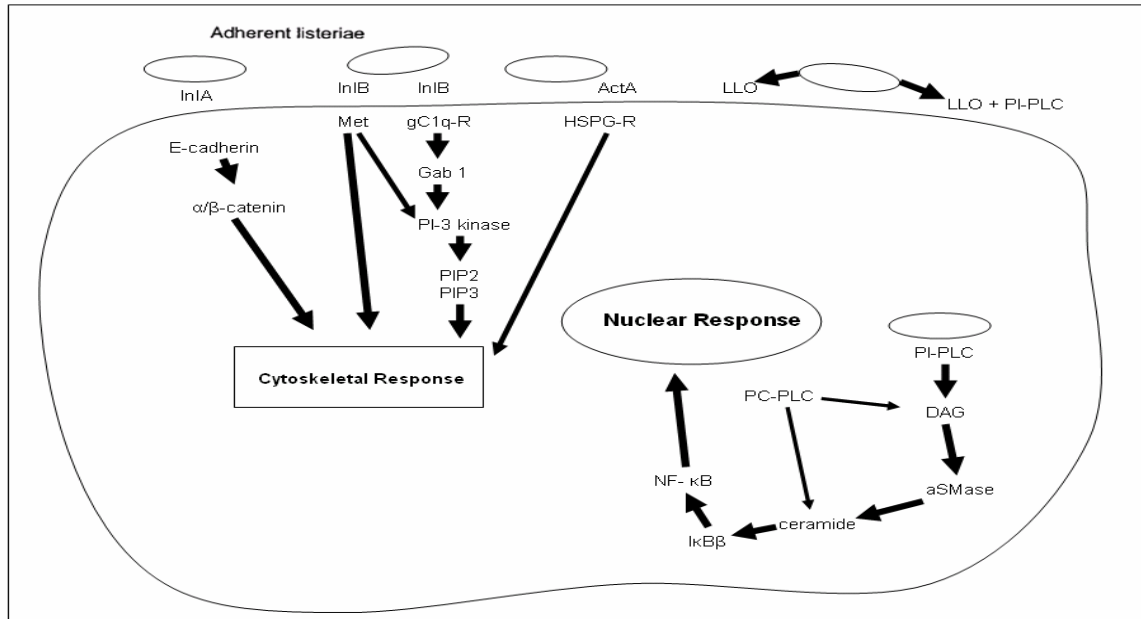 Adherent listeriae
InlA
InlB
InlB
ActA
LLO
LLO + PI-PLC
Met
gC1q-R
HSPG-R
E-cadherin
Gab 1
α/β-catenin
PI-3 kinase
PIP2
PIP3
Nuclear Response
Cytoskeletal Response
PI-PLC
PC-PLC
DAG
NF- κB
aSMase
ceramide
IκBβ